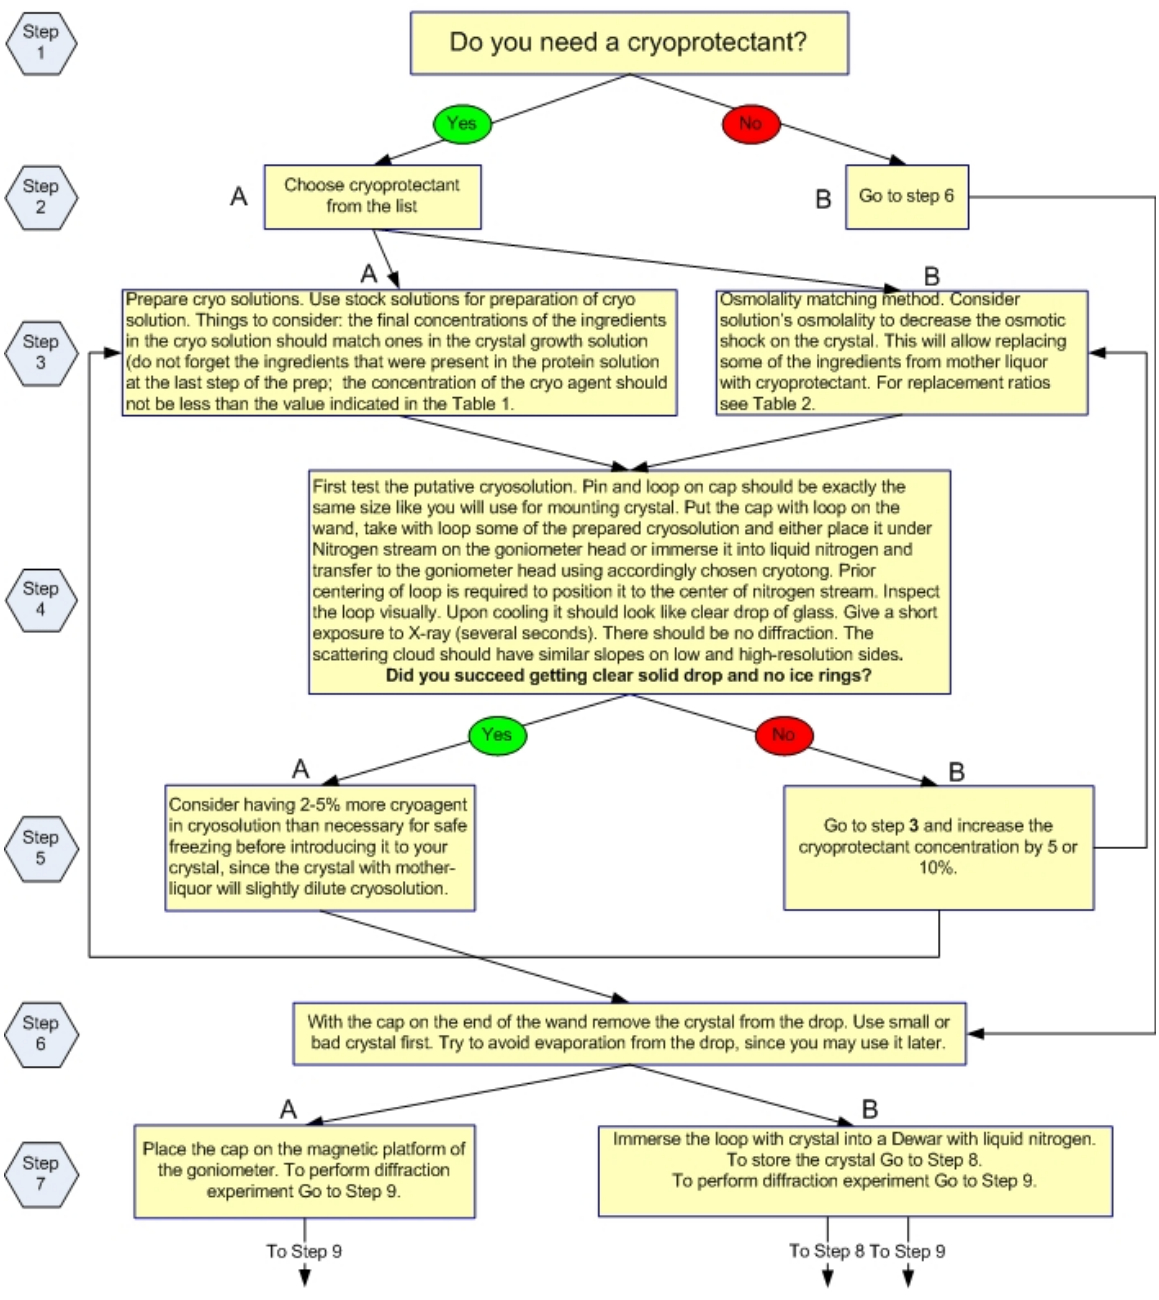 Step
1
Do you need a cryoprotectant?
Yes
No
Step
2
A
Choose cryoprotectant
from the list
B
Go to step 6
A
B
Step
3
Prepare cryo solutions. Use stock solutions for preparation of cryo
solution. Things to consider: the final concentrations of the ingredients
in the cryo solution should match ones in the crystal growth solution
(do not forget the ingredients that were present in the protein solution
at the last step of the prep;  the concentration of the cryo agent should
not be less than the value indicated in the Table 1.
Osmolality matching method. Consider
solution's osmolality to decrease the osmotic
shock on the crystal. This will allow replacing
some of the ingredients from mother liquor
with cryoprotectant. For replacement ratios
see Table 2.
Step
4
First test the putative cryosolution. Pin and loop on cap should be exactly the
same size like you will use for mounting crystal. Put the cap with loop on the
wand, take with loop some of the prepared cryosolution and either place it under
Nitrogen stream on the goniometer head or immerse it into liquid nitrogen and
transfer to the goniometer head using accordingly chosen cryotong. Prior
centering of loop is required to position it to the center of nitrogen stream. Inspect
the loop visually. Upon cooling it should look like clear drop of glass. Give a short
exposure to X-ray (several seconds). There should be no diffraction. The
scattering cloud should have similar slopes on low and high-resolution sides.
Did you succeed getting clear solid drop and no ice rings?
Yes
No
A
B
Step
5
Consider having 2-5% more cryoagent
in cryosolution than necessary for safe
freezing before introducing it to your
crystal, since the crystal with mother-
liquor will slightly dilute cryosolution.
Go to step 3 and increase the
cryoprotectant concentration by 5 or
10%.
Step
6
With the cap on the end of the wand remove the crystal from the drop. Use small or
bad crystal first. Try to avoid evaporation from the drop, since you may use it later.
A
B
Step
7
Place the cap on the magnetic platform of
the goniometer. To perform diffraction
experiment Go to Step 9.
Immerse the loop with crystal into a Dewar with liquid nitrogen.
To store the crystal Go to Step 8.
To perform diffraction experiment Go to Step 9.
To Step 9
To Step 8
To Step 9